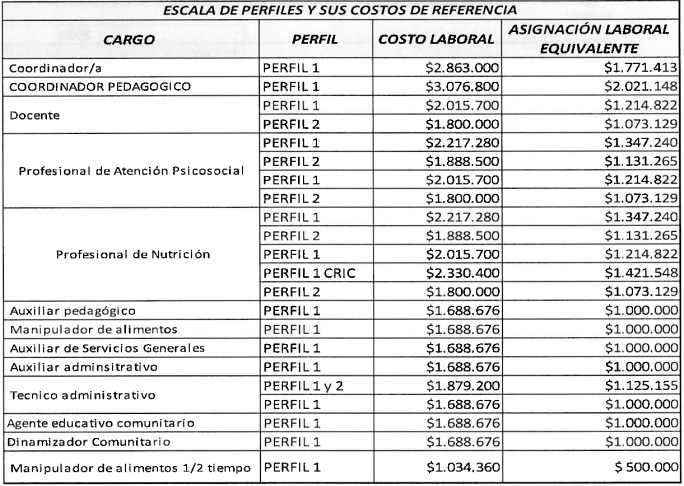 ESCALA DE PERFILES Y SUS COSTOS DE REFERENCIA
CARGO PERFIL COSTO LABORAL ASIGNACIÓN LABORAL EQUIVALENTE
Coordinador/a PERFIL 1 $2.863.000 $1.771.413
COORDINADOR PEDAGOGICO PERFIL 1 $3.076.800 $2.021.148
Docente PERFIL 1 $2.015.700 $1.214.822
PERFIL 2 $1.800.000 $1.073.129
Profesional de Atención Psicosocial PERFIL 1 $2.217.280 $1.347.240
PERFIL 2 $1.888.500 $1.131.265
PERFIL 1 $2.015.700 $1.214.822
PERFIL 2 $1.800.000 $1.073.129
Profesional de Nutrición PERFIL 1 $2.217.280 $1.347.240
PERFIL 2 $1.888.500 $1.131.265
PERFIL 1 $2.015.700 $1.214.822
PERFIL 1 CRIC $2.330.400 $1.421.548
PERFIL 2 $1.800.000 $1.073.129
Auxiliar pedagógico PERFIL 1 $1.688.676 $1.000.000
Manipulador de alimentos PERFIL 1 $1.688.676 $1.000.000
Auxiliar de Servicios Generales PERFIL 1 $1.688.676 $1.000.000
Auxiliar adminsitrativo PERFIL 1 $1.688.676 $1.000.000
Tecnico administrativo PERFIL 1 y 2 $1.879.200 $1.125.155
PERFIL 1 $1.688.676 $1.000.000
Agente educativo comunitario PERFIL 1 $1.688.676 $1.000.000
Dinamizador Comunitario PERFIL 1 $1.688.676 $1.000.000
Manipulador de alimentos 1/2 tiempo PERFIL 1 $1.034.360 $ 500.000